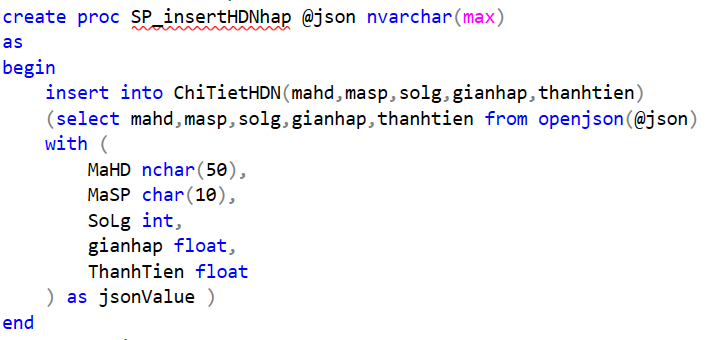 create proc SP_insertHDNhap @json nvarchar(max)
as
begin
    insert into ChiTietHDN(mahd,masp,solg,gianhap,thanhtien)
    (select mahd,masp,solg,gianhap,thanhtien from openjson(@json)
    with (
        MaHD nchar(50),
        MaSP char(10),
        SoLg int,
        gianhap float,
        ThanhTien float
    ) as jsonValue )
end